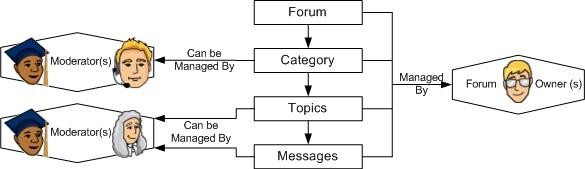 Forum
Moderator(s)
Can be
Managed By
Category
Managed
By
Forum Owner (s)
Moderator(s)
Can be
Managed By
Topics
Messages